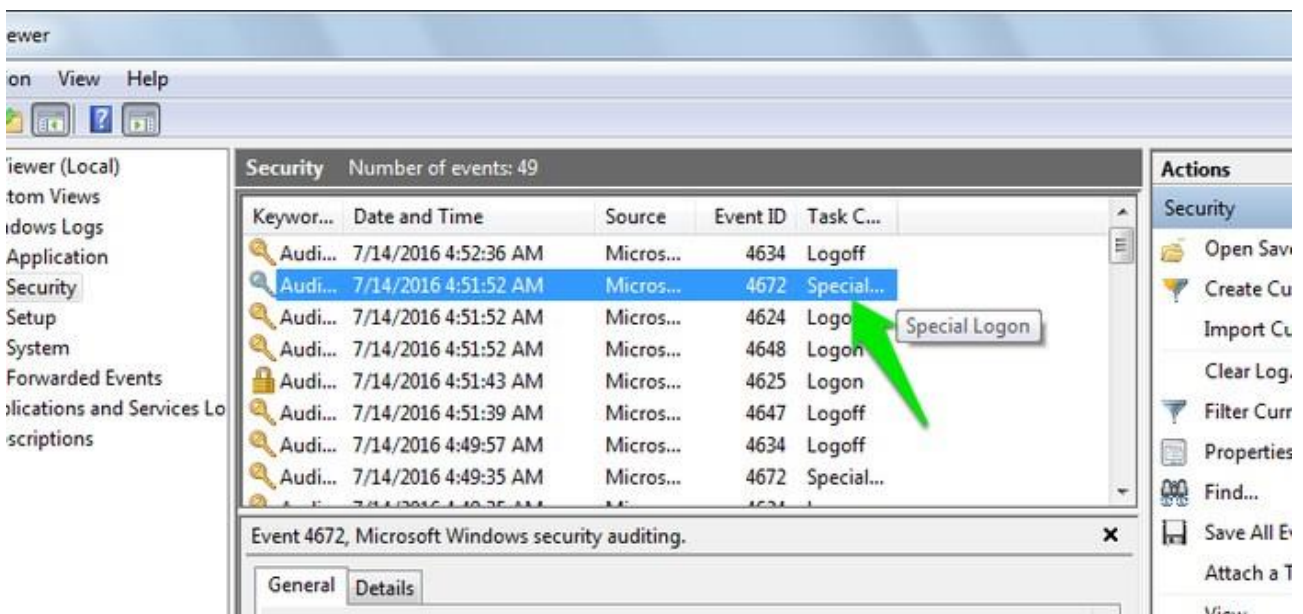 ewer
on View Help
iewer (Local)
tom Views
dows Logs
Application
Security
Setup
System
Forwarded Events
plications and Services Lo
scriptions
Security Number of events: 49
Keywor... Date and Time Source Event ID Task C...
Audi... 7/14/2016 4:52:36 AM Micros... 4634 Logoff
Audi... 7/14/2016 4:51:52 AM Micros... 4672 Special...
Audi... 7/14/2016 4:51:52 AM Micros... 4624 Logo
Special Logon
Audi... 7/14/2016 4:51:52 AM Micros... 4648 Logon
Audi... 7/14/2016 4:51:43 AM Micros... 4625 Logon
Audi... 7/14/2016 4:51:39 AM Micros... 4647 Logoff
Audi... 7/14/2016 4:49:57 AM Micros... 4634 Logoff
Audi... 7/14/2016 4:49:35 AM Micros... 4672 Special...
Event 4672, Microsoft Windows security auditing.
General Details
Actions
Security
Open Save
Create Cu
Import Cu
Clear Log.
Filter Curr
Properties
Find...
Save All Ev
Attach a T